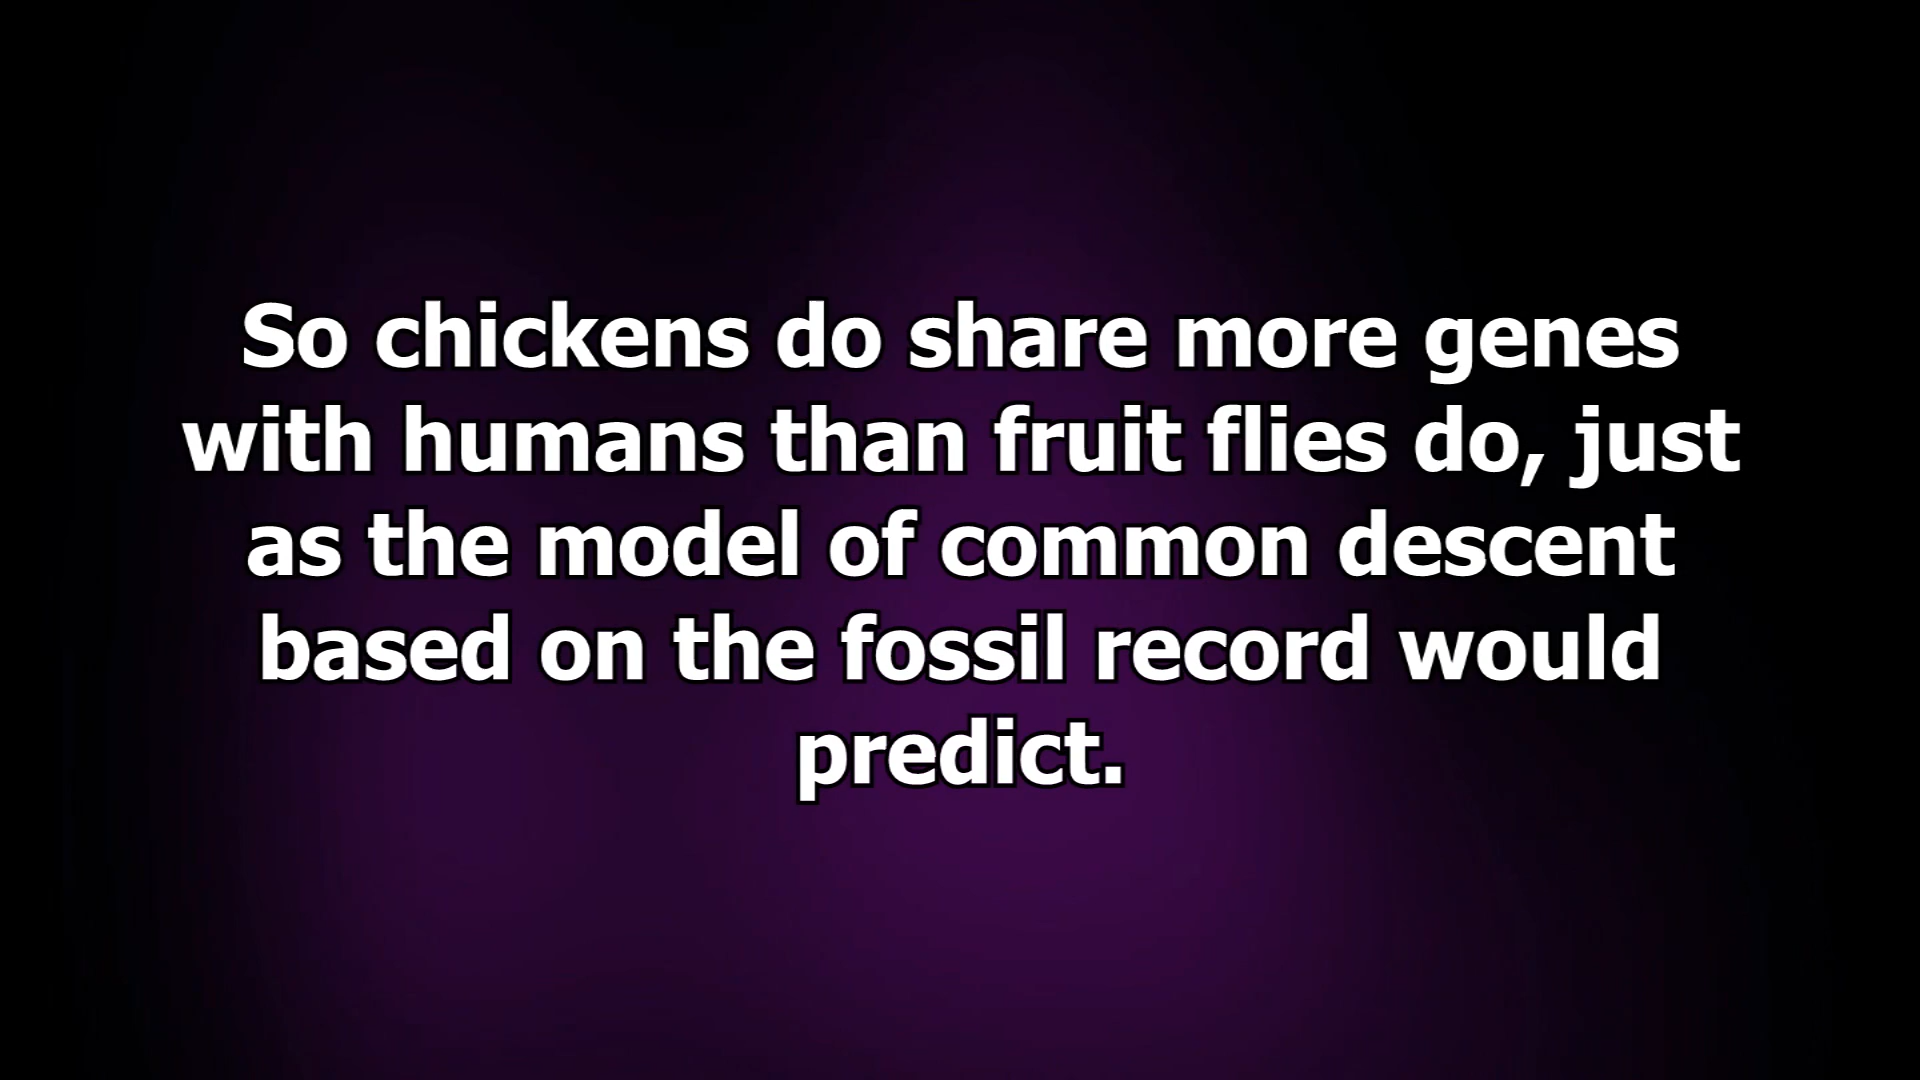 So chickens do share more genes
with humans than fruit flies do, just
as the model of common descent
based on the fossil record would
predict.